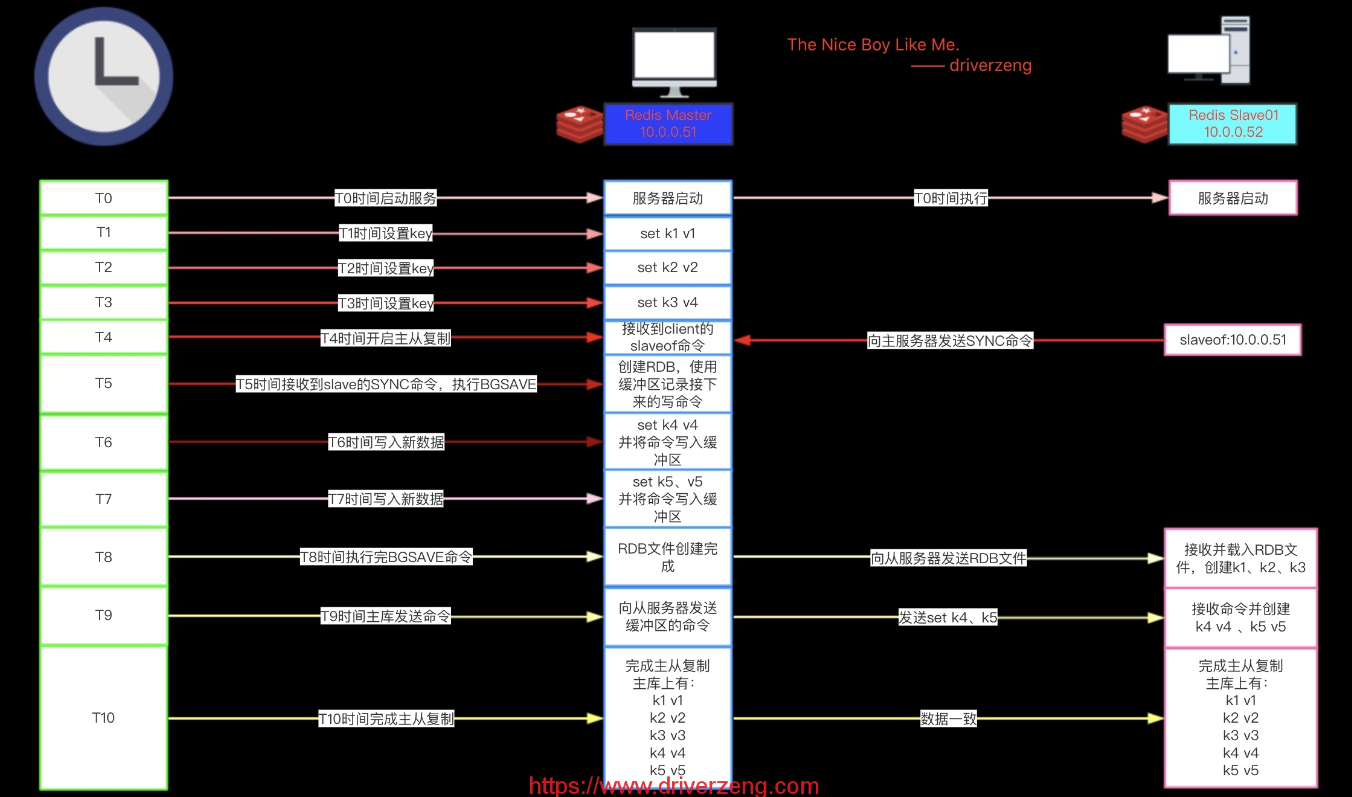 The Nice Boy Like Me.
—— driverzeng
Redis Master
10.0.0.51
Redis Slave01
10.0.0.52
T0
T0时间启动服务
服务器启动
T0时间执行
服务器启动
T1
T1时间设置key
set k1 v1
T2
T2时间设置key
set k2 v2
T3
T3时间设置key
set k3 v4
T4
T4时间开启主从复制
接收到client的
slaveof命令
向主服务器发送SYNC命令
slaveof:10.0.0.51
T5
T5时间接收到slave的SYNC命令，执行BGSAVE
创建RDB，使用
缓冲区记录接下
来的写命令
T6
T6时间写入新数据
set k4 v4
并将命令写入缓
冲区
T7
T7时间写入新数据
set k5、v5
并将命令写入缓
冲区
T8
T8时间执行完BGSAVE命令
RDB文件创建完
成
向从服务器发送RDB文件
接收并载入RDB文
件，创建k1、k2、k3
T9
T9时间主库发送命令
向从服务器发送
缓冲区的命令
发送set k4、k5
接收命令并创建
k4 v4 、k5 v5
T10
T10时间完成主从复制
完成主从复制
主库上有：
k1 v1
k2 v2
k3 v3
k4 v4
k5 v5
数据一致
完成主从复制
主库上有：
k1 v1
k2 v2
k3 v3
k4 v4
k5 v5
https://www.driverzeng.com